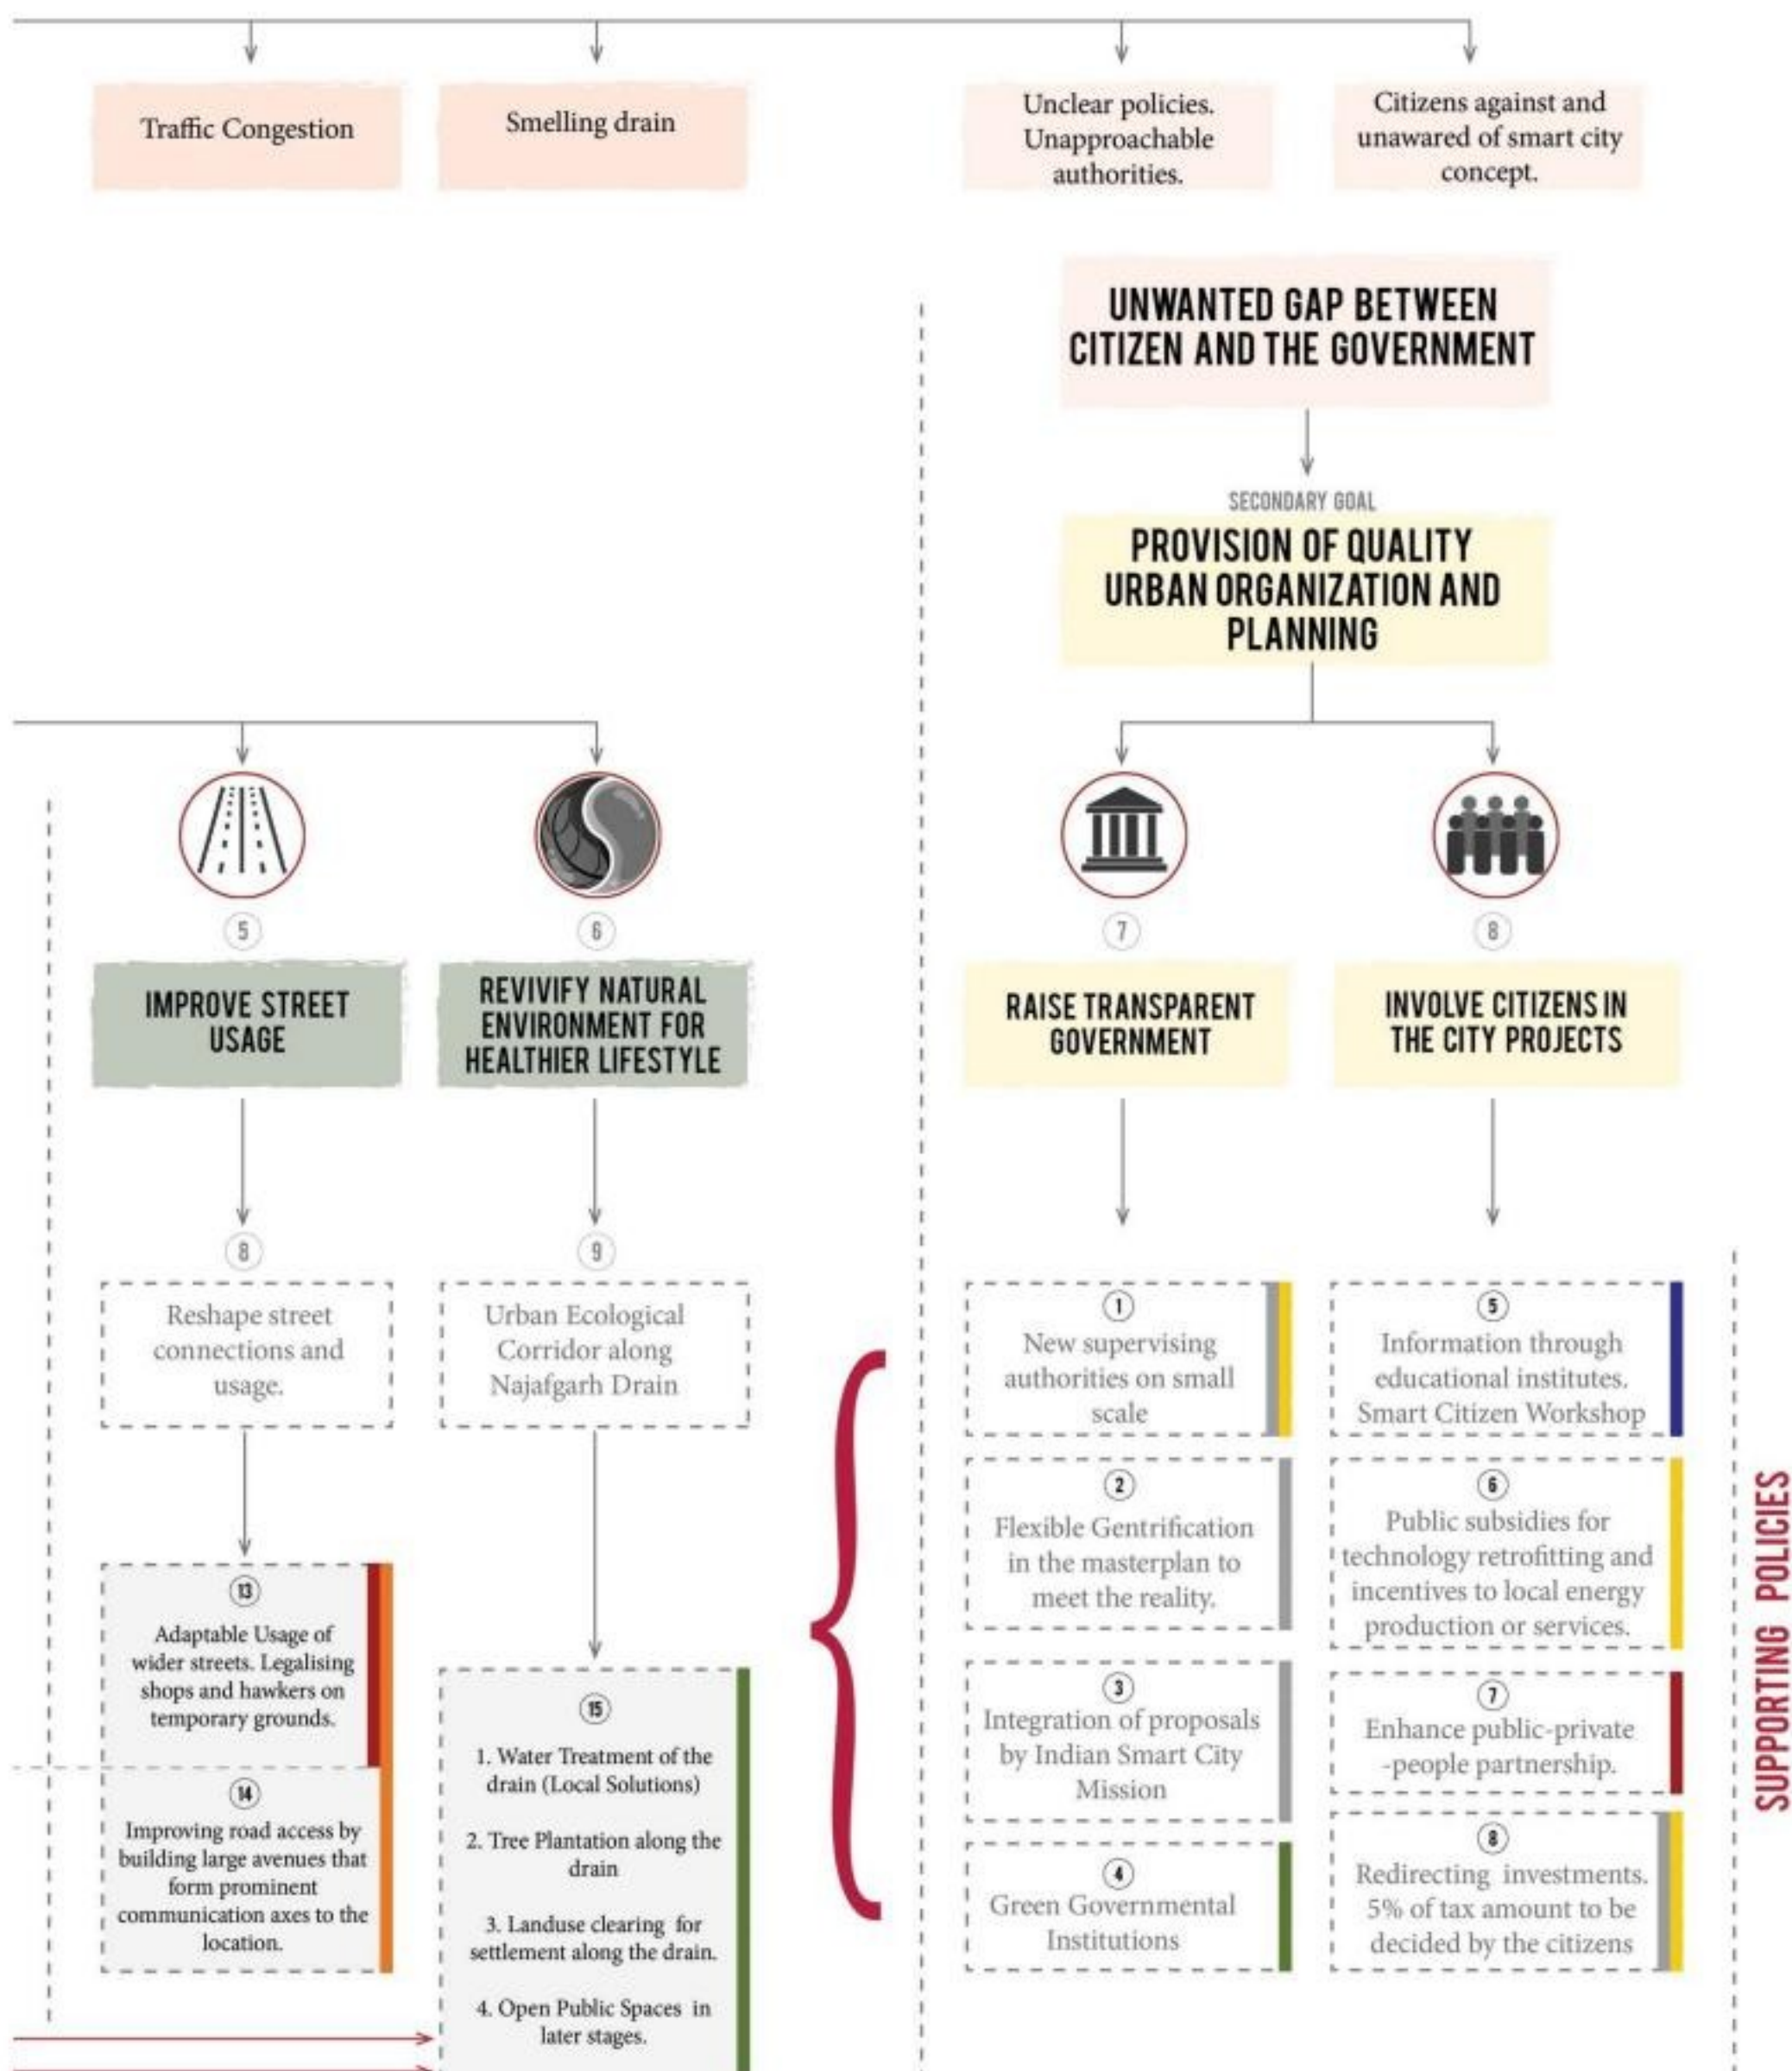 Traffic Congestion
Smelling drain
Unclear policies.
Unapproachable
authorities.
Citizens against and
unawared of smart city
concept.
UNWANTED GAP BETWEEN
CITIZEN AND THE GOVERNMENT
SECONDARY GOAL
PROVISION OF QUALITY
URBAN ORGANIZATION AND
PLANNING
5
IMPROVE STREET
USAGE
6
REVIVIFY NATURAL
ENVIRONMENT FOR
HEALTHIER LIFESTYLE
7
RAISE TRANSPARENT
GOVERNMENT
8
INVOLVE CITIZENS IN
THE CITY PROJECTS
8
Reshape street
connections and
usage.
9
Urban Ecological
Corridor along
Najafgarh Drain
13
Adaptable Usage of
wider streets. Legalising
shops and hawkers on
temporary grounds.
14
Improving road access by
building large avenues that
form prominent
communication axes to the
location.
15
1. Water Treatment of the
drain (Local Solutions)
2. Tree Plantation along the
drain
3. Landuse clearing for
settlement along the drain.
4. Open Public Spaces in
later stages.
1
New supervising
authorities on small
scale
2
Flexible Gentrification
in the masterplan to
meet the reality.
3
Integration of proposals
by Indian Smart City
Mission
4
Green Governmental
Institutions
5
Information through
educational institutes.
Smart Citizen Workshop
6
Public subsidies for
technology retrofitting and
incentives to local energy
production or services.
7
Enhance public-private
-people partnership.
8
Redirecting investments.
5% of tax amount to be
decided by the citizens
SUPPORTING POLICIES